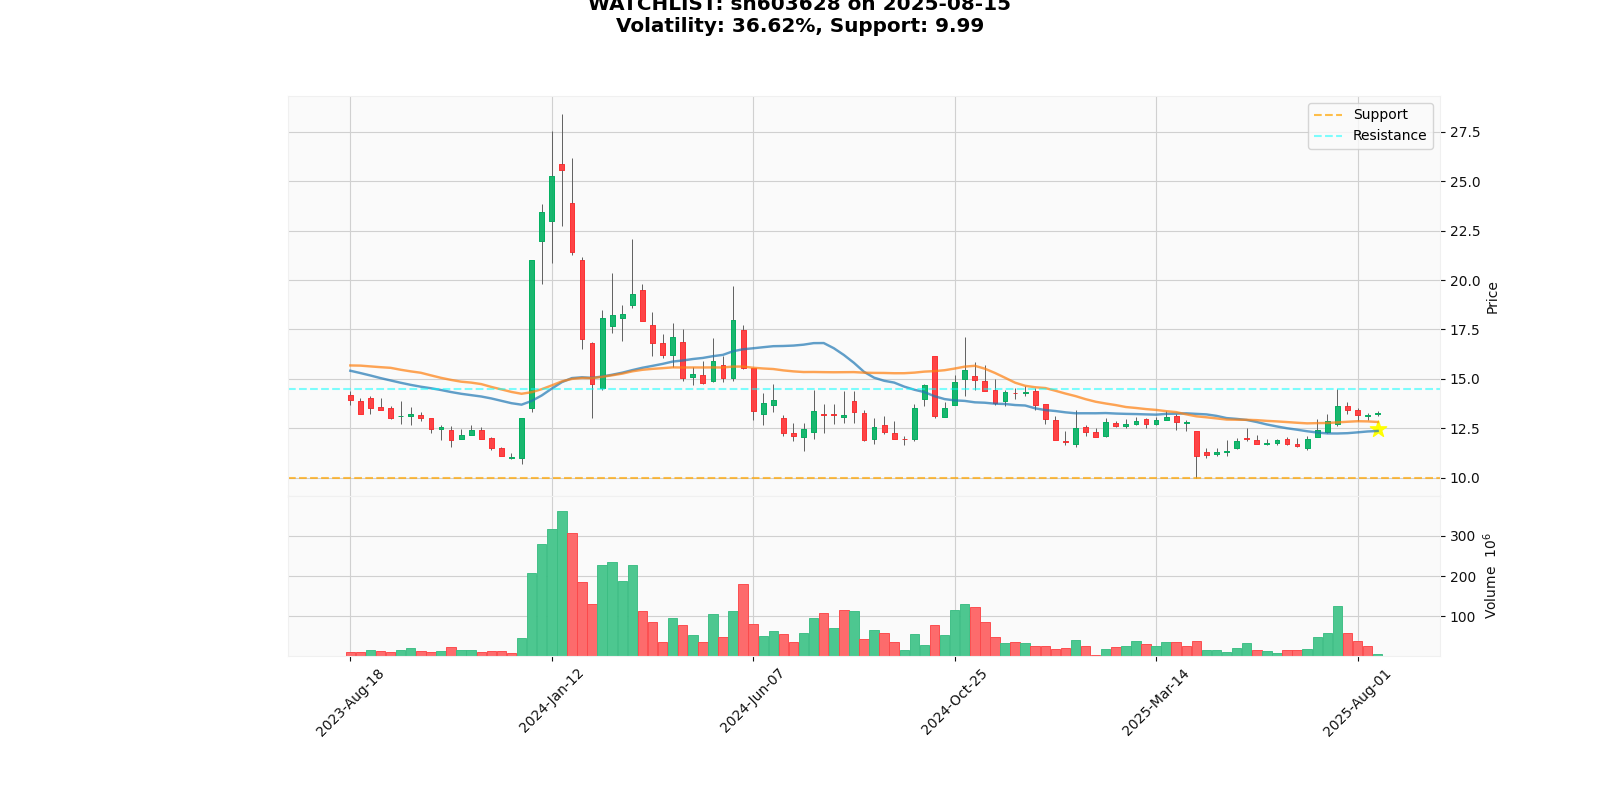 WATCHLIST: sh603628 on 2025-08-15
Volatility: 36.62%, Support: 9.99
Support
Resistance
27.5
25.0
22.5
20.0
17.5
15.0
12.5
10.0
Price
300
200
100
Volume 10⁶
2023-Aug-18
2024-Jan-12
2024-Jun-07
2024-Oct-25
2025-Mar-14
2025-Aug-01